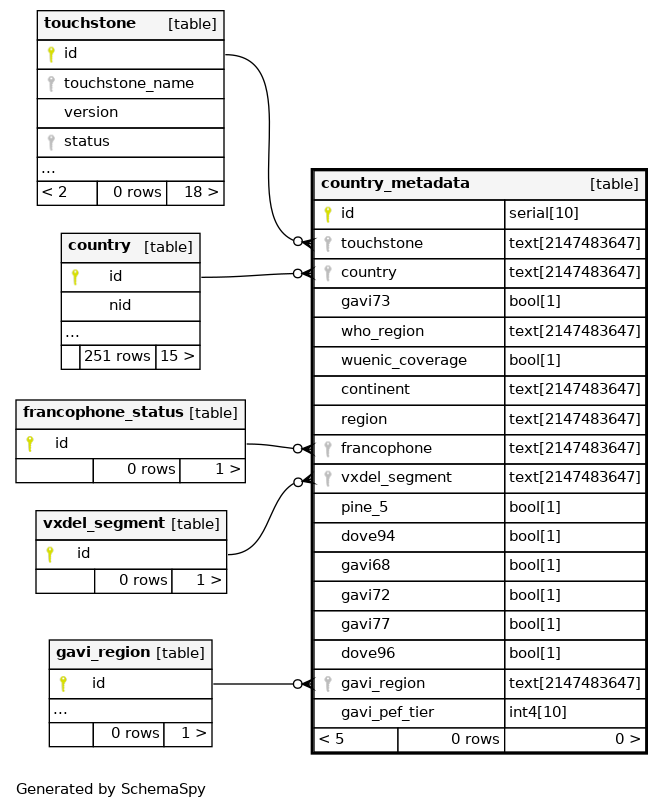 touchstone [table]
id
touchstone_name
version
status
...
< 2 0 rows 18 >
country [table]
id
nid
...
251 rows 15 >
francophone_status [table]
id
0 rows 1 >
vxdel_segment [table]
id
0 rows 1 >
gavi_region [table]
id
...
0 rows 1 >
country_metadata [table]
id serial[10]
touchstone text[2147483647]
country text[2147483647]
gavi73 bool[1]
who_region text[2147483647]
wuenic_coverage bool[1]
continent text[2147483647]
region text[2147483647]
francophone text[2147483647]
vxdel_segment text[2147483647]
pine_5 bool[1]
dove94 bool[1]
gavi68 bool[1]
gavi72 bool[1]
gavi77 bool[1]
dove96 bool[1]
gavi_region text[2147483647]
gavi_pef_tier int4[10]
< 5 0 rows 0 >
Generated by SchemaSpy